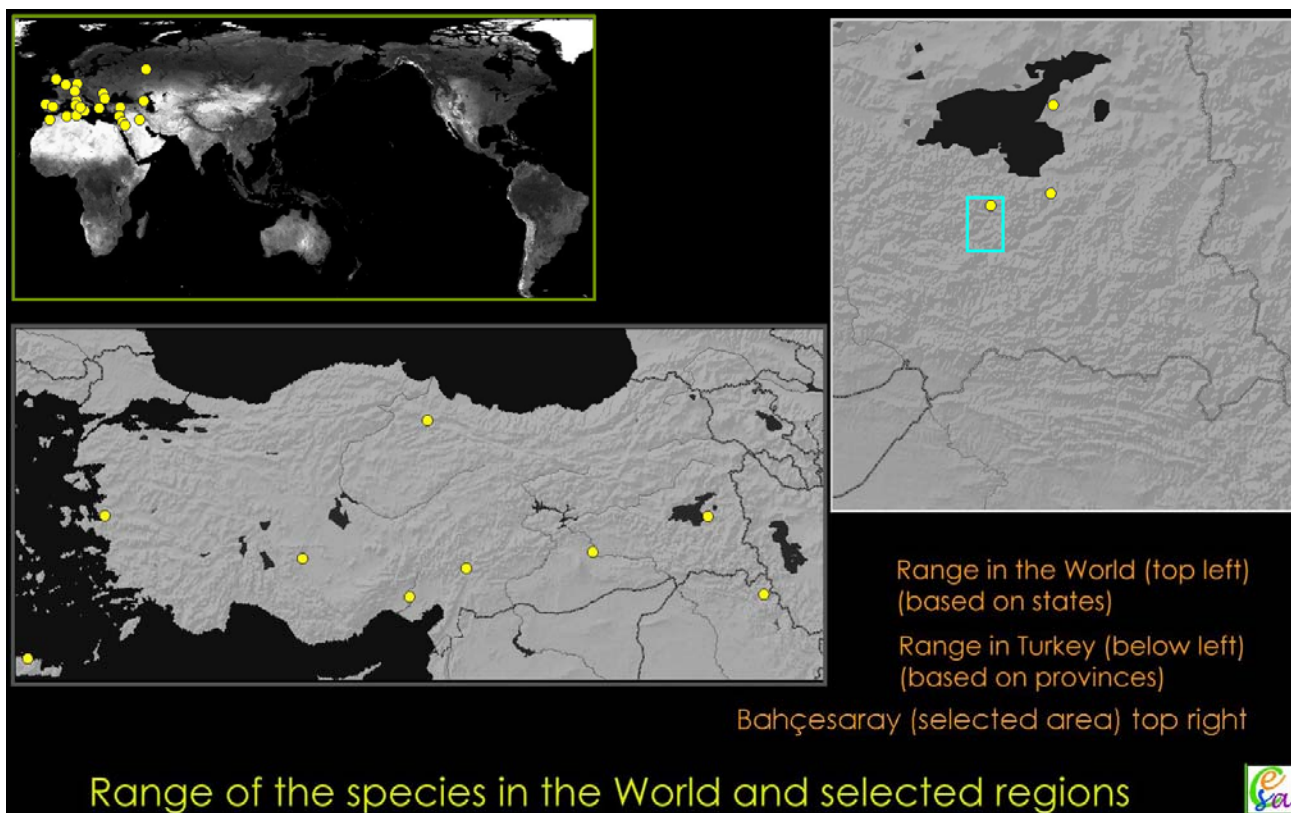 Range in the World (top left)
(based on states)
Range in Turkey (below left)
(based on provinces)
Bahçesaray (selected area) top right
Range of the species in the World and selected regions
Cesa